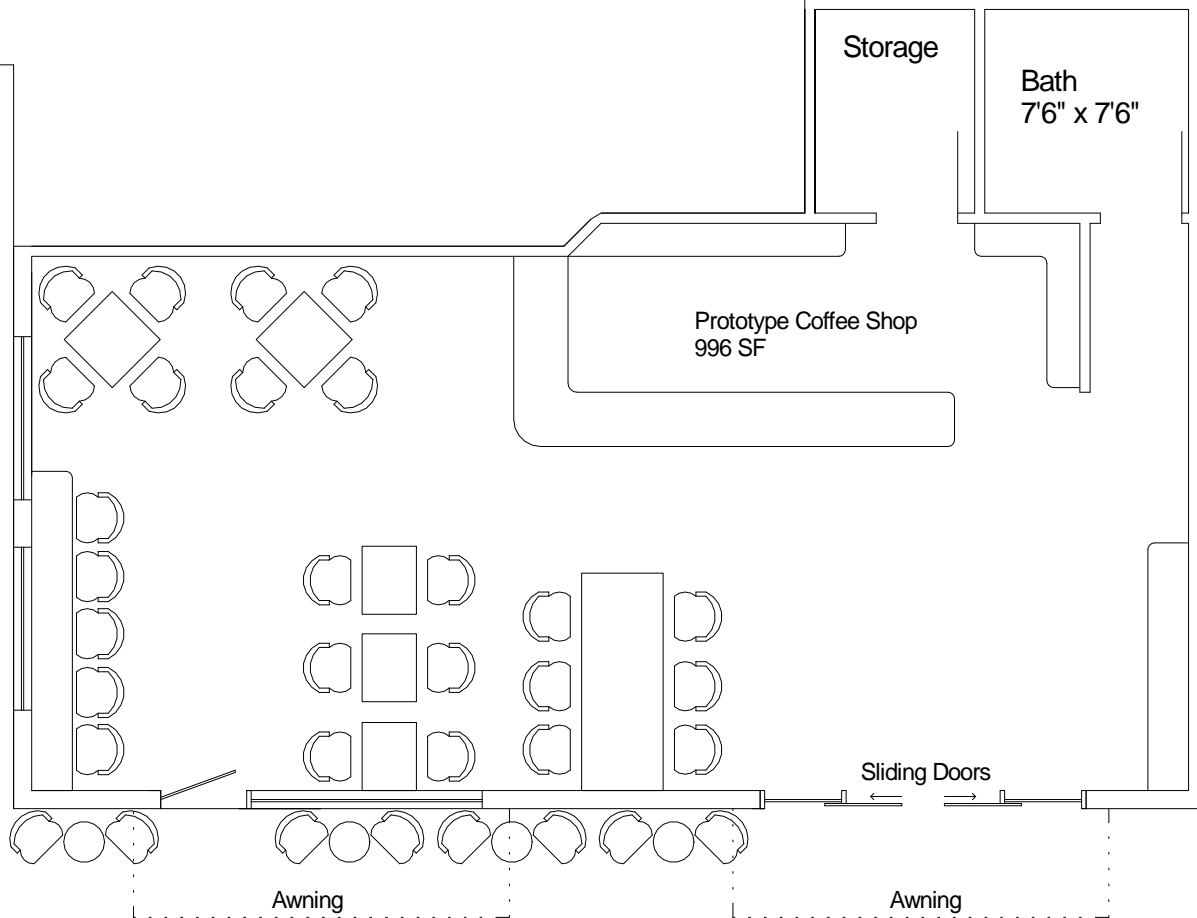 Storage
Bath
7'6" x 7'6"
Prototype Coffee Shop
996 SF
Sliding Doors
Awning
Awning